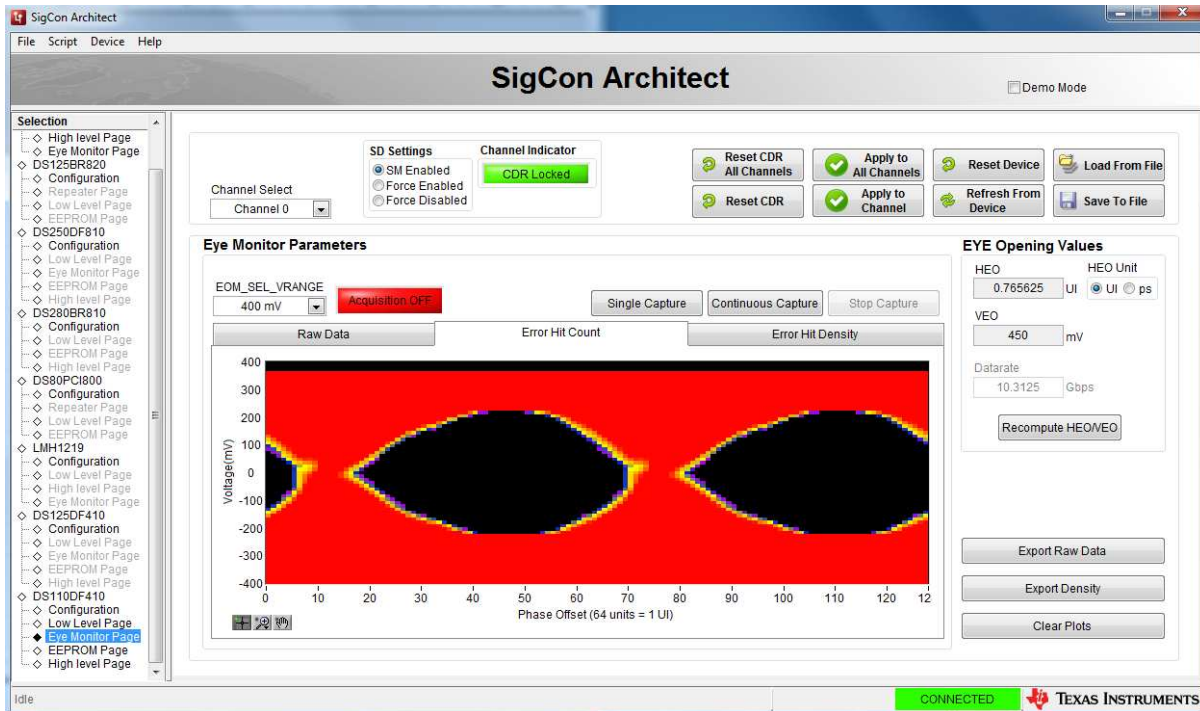 SigCon Architect
File Script Device Help
SigCon Architect
Demo Mode
Selection
High level Page
Eye Monitor Page
DS125BR820
Configuration
Repeater Page
Low Level Page
EEPROM Page
DS250DF810
Configuration
Low Level Page
Eye Monitor Page
EEPROM Page
High level Page
DS280BR810
Configuration
Low Level Page
EEPROM Page
High level Page
DS80PCI800
Configuration
Repeater Page
Low Level Page
EEPROM Page
LMH1219
Configuration
Low Level Page
High level Page
Eye Monitor Page
DS125DF410
Configuration
Low Level Page
Eye Monitor Page
EEPROM Page
High level Page
DS110DF410
Configuration
Low Level Page
Eye Monitor Page
EEPROM Page
High level Page
Channel Select
Channel 0
SD Settings
SM Enabled
Force Enabled
Force Disabled
Channel Indicator
CDR Locked
Reset CDR
All Channels
Apply to
All Channels
Reset Device
Load From File
Reset CDR
Apply to
Channel
Refresh From
Device
Save To File
Eye Monitor Parameters
EOM_SEL_VRANGE
400 mV
Acquisition OFF
Single Capture
Continuous Capture
Stop Capture
Raw Data
Error Hit Count
Error Hit Density
Voltage(mV)
400
300
200
100
0
-100
-200
-300
-400
0 10 20 30 40 50 60 70 80 90 100 110 120 12
Phase Offset (64 units = 1 UI)
EYE Opening Values
HEO
0.765625 UI
HEO Unit
UI ps
VEO
450 mV
Datarate
10.3125 Gbps
Recompute HEO/VEO
Export Raw Data
Export Density
Clear Plots
Idle
CONNECTED
TEXAS INSTRUMENTS